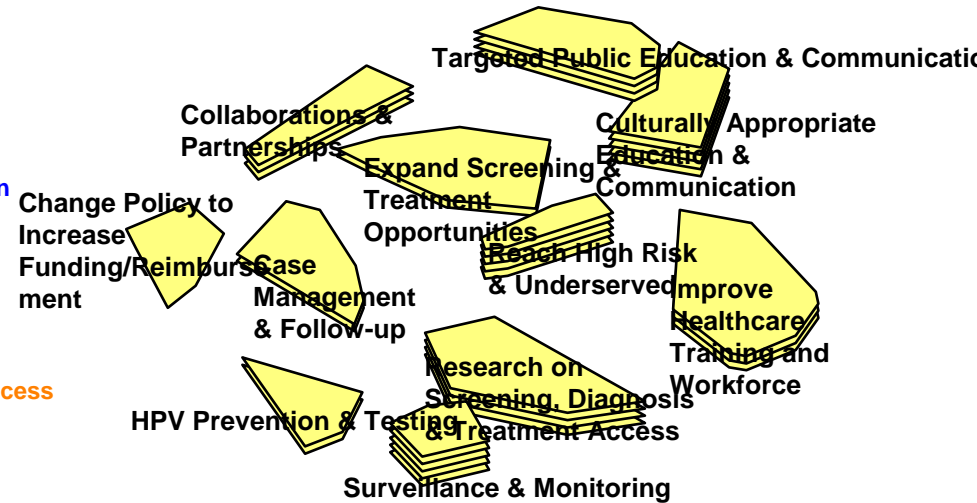 Targeted Public Education & Communicatio
Collaborations &
Partnerships
Culturally Appropriate
Education &
Communication
Expand Screening &
Treatment
Opportunities
n
Change Policy to
Increase
Funding/Reimburse
ment
Case
Management
& Follow-up
Reach High Risk
& Underserved
Improve
Healthcare
Training and
Workforce
Research on
Screening, Diagnosis
& Treatment Access
cess
HPV Prevention & Testing
Surveillance & Monitoring